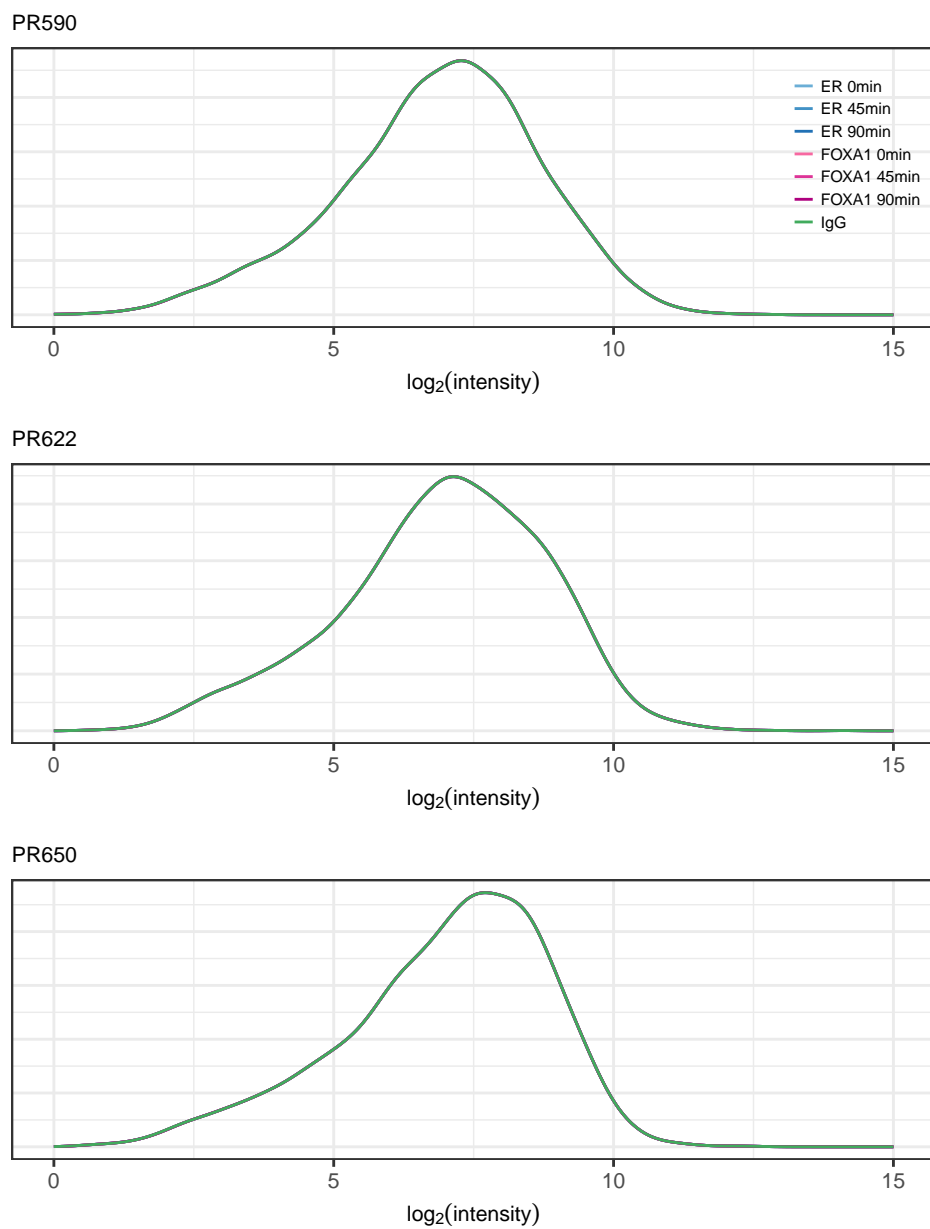 PR590
ER 0min
ER 45min
ER 90min
FOXA1 0min
FOXA1 45min
FOXA1 90min
IgG
0 5 10 15
log₂(intensity)
PR622
0 5 10 15
log₂(intensity)
PR650
0 5 10 15
log₂(intensity)